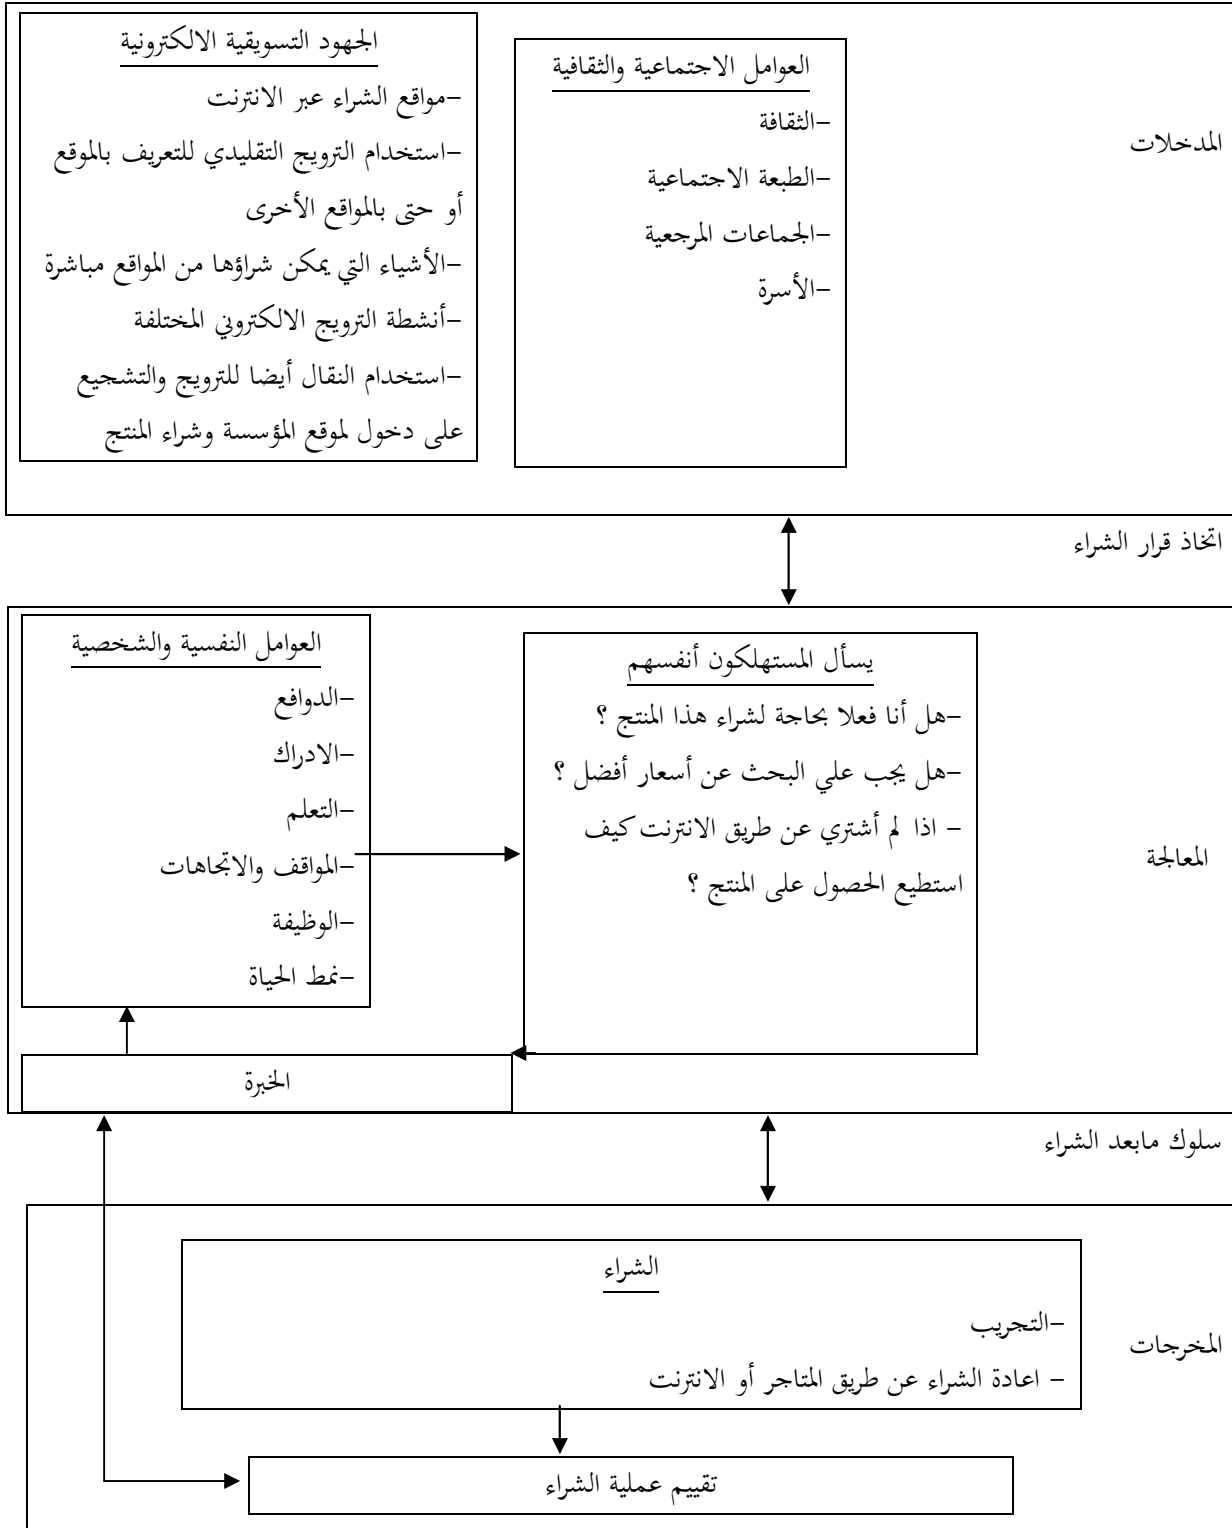 المدخلات
العوامل الاجتماعية والثقافية
-الثقافة
-الطبعة الاجتماعية
-الجماعات المرجعية
-الأسرة
الجهود التسويقية الالكترونية
-مواقع الشراء عبر الانترنت
-استخدام الترويج التقليدي للتعريف بالموقع
أو حتى بالمواقع الأخرى
-الأشياء التي يمكن شراؤها من المواقع مباشرة
-أنشطة الترويج الالكتروني المختلفة
-استخدام النقال أيضا للترويج والتشجيع
على دخول لموقع المؤسسة وشراء المنتج
اتخاذ قرار الشراء
المعالجة
يسأل المستهلكون أنفسهم
-هل أنا فعلا بحاجة لشراء هذا المنتج ؟
-هل يجب علي البحث عن أسعار أفضل ؟
- اذا لم أشتري عن طريق الانترنت كيف
استطيع الحصول على المنتج ؟
العوامل النفسية والشخصية
-الدوافع
-الادراك
-التعلم
-المواقف والاتجاهات
-الوظيفة
-نمط الحياة
الخبرة
سلوك مابعد الشراء
المخرجات
الشراء
-التجريب
- اعادة الشراء عن طريق المتاجر أو الانترنت
تقييم عملية الشراء